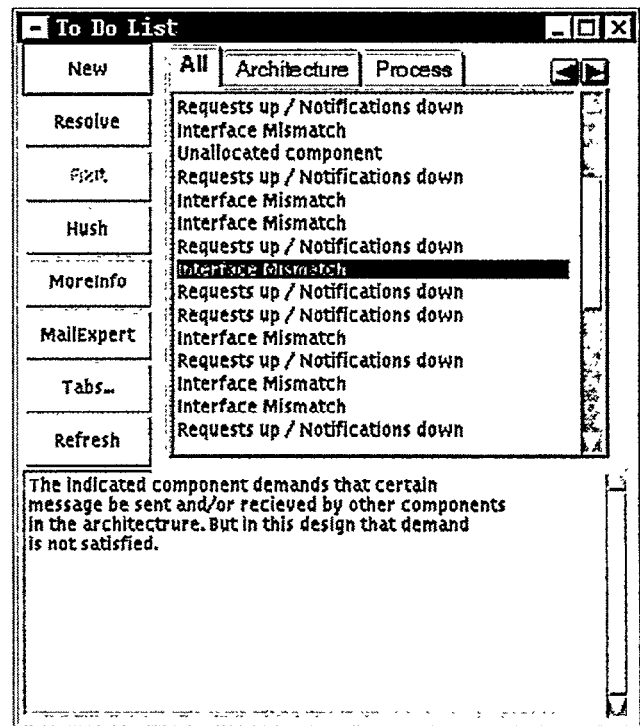 To Do List
New
Resolve
Fixit
Hush
MoreInfo
MailExpert
Tabs...
Refresh
All Architecture Process
Requests up / Notifications down
Interface Mismatch
Unallocated component
Requests up / Notifications down
Interface Mismatch
Interface Mismatch
Requests up / Notifications down
Interface Mismatch
Requests up / Notifications down
Requests up / Notifications down
Interface Mismatch
Requests up / Notifications down
Interface Mismatch
Interface Mismatch
Requests up / Notifications down
The indicated component demands that certain
message be sent and/or recieved by other components
in the architectrure. But in this design that demand
is not satisfied.